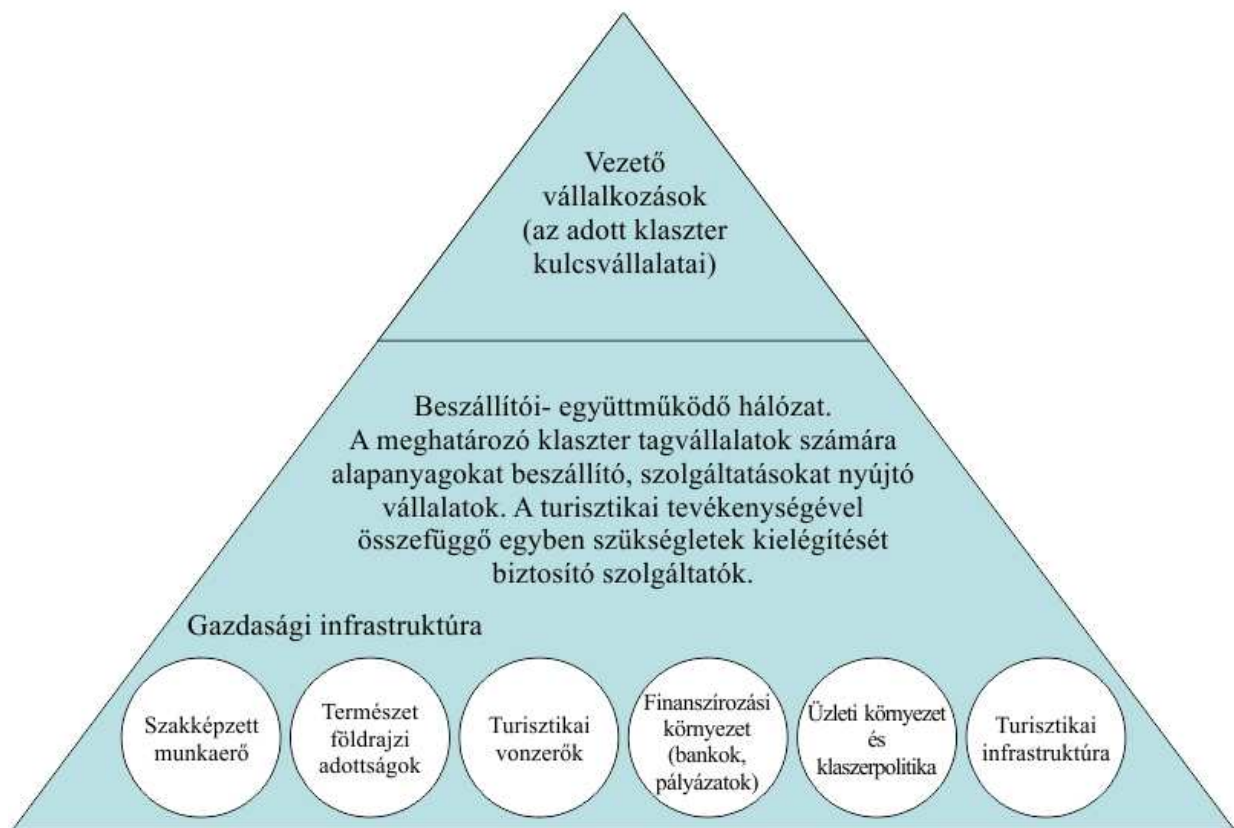 Vezető
vállalkozások
(az adott klaszter
kulcsvállalatai)
Beszállítói- együttműködő hálózat.
A meghatározó klaszter tagvállalatok számára
alapanyagokat beszállító, szolgáltatásokat nyújtó
vállalatok. A turisztikai tevékenységével
összefüggő egyben szükségletek kielégítését
biztosító szolgáltatók.
Gazdasági infrastruktúra
Szakképzett
munkaerő
Természet
földrajzi
adottságok
Turisztikai
vonzerők
Finanszírozási
környezet
(bankok,
pályázatok)
Üzleti környezet
és
klaszerpolitika
Turisztikai
infrastruktúra